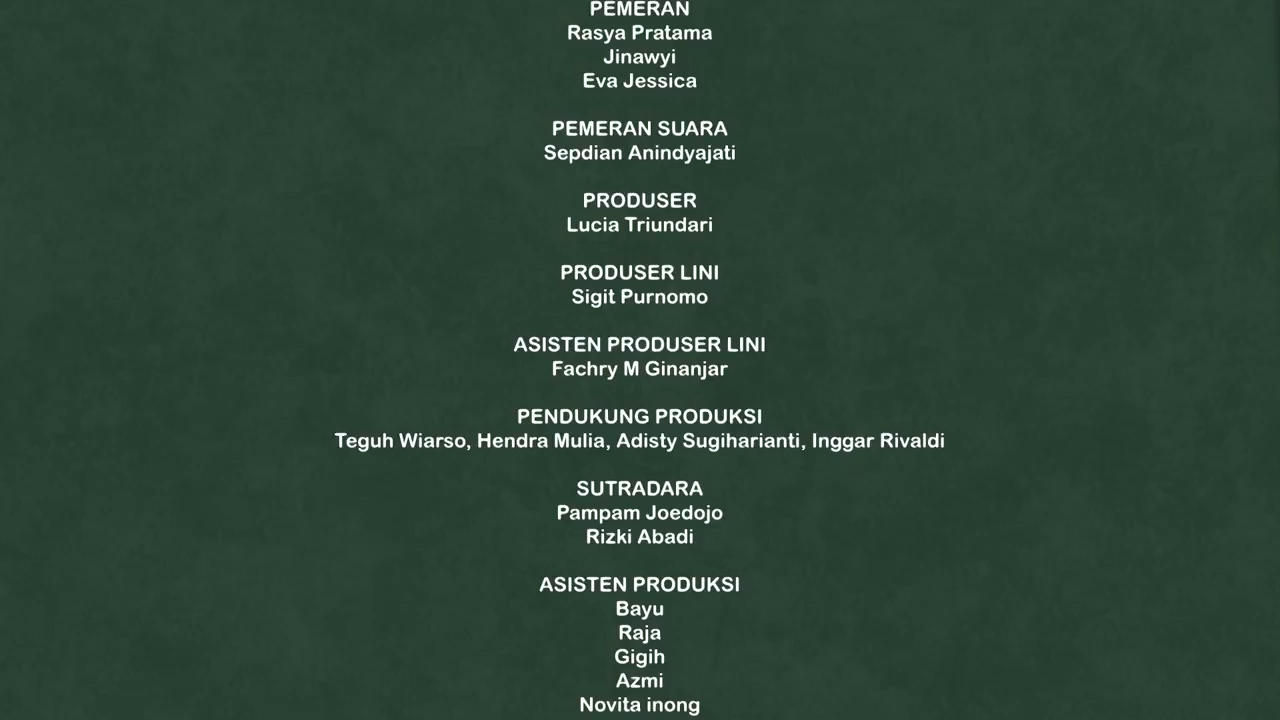 PEMERAN
Rasya Pratama
Jinawyi
Eva Jessica
PEMERAN SUARA
Sepdian Anindyajati
PRODUSER
Lucia Triundari
PRODUSER LINI
Sigit Purnomo
ASISTEN PRODUSER LINI
Fachry M Ginanjar
PENDUKUNG PRODUKSI
Teguh Wiarso, Hendra Mulia, Adisty Sugiharianti, Inggar Rivaldi
SUTRADARA
Pampam Joedojo
Rizki Abadi
ASISTEN PRODUKSI
Bayu
Raja
Gigih
Azmi
Novita inong